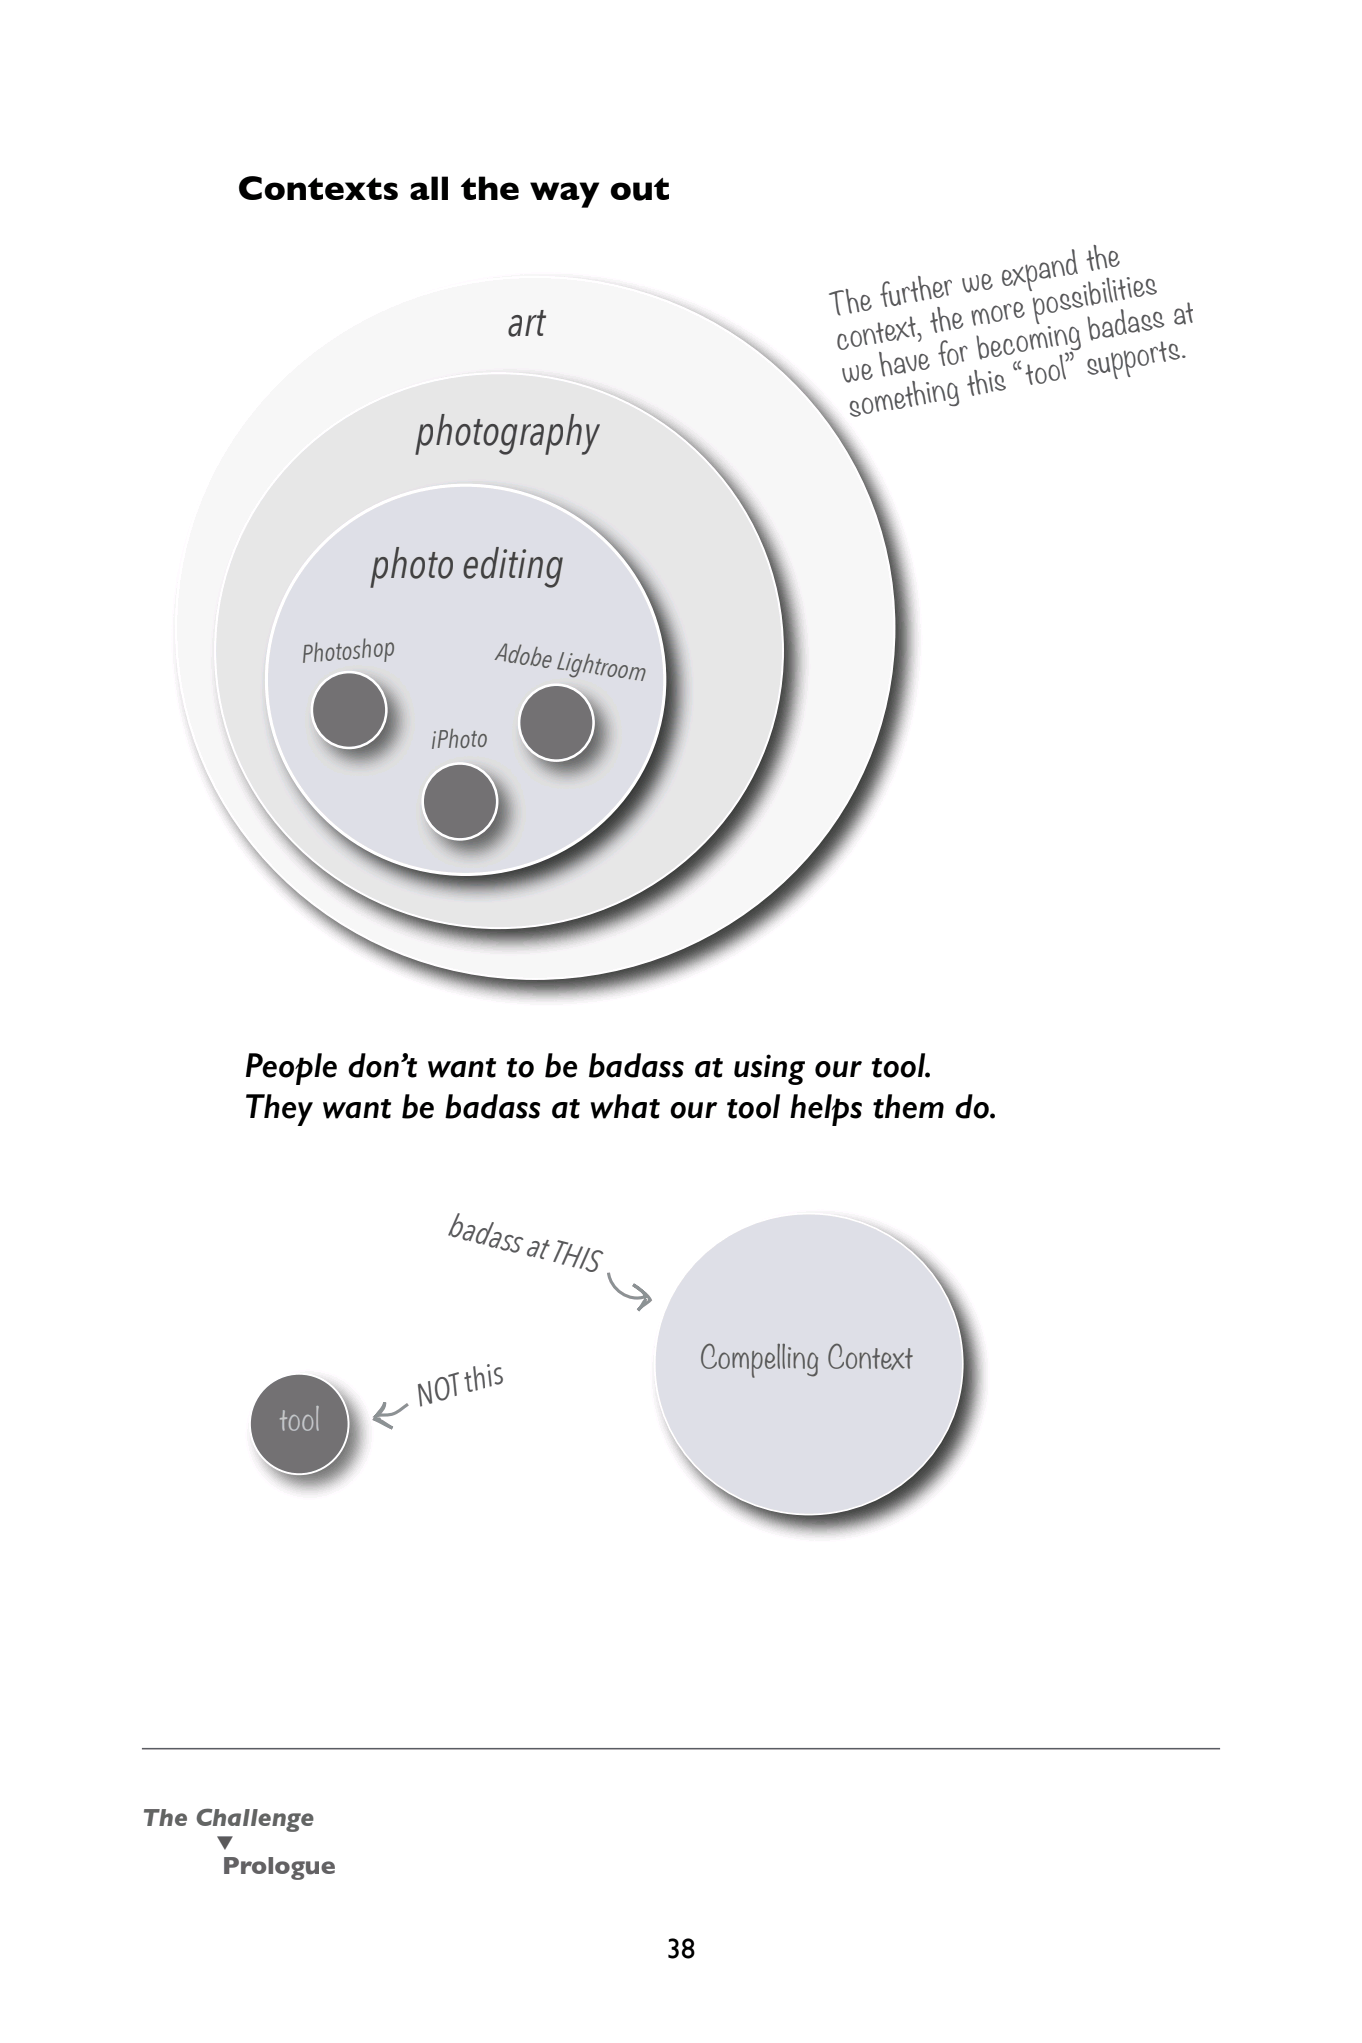 Contexts all the way out
The further we expand the
context, the more possibilities
we have for becoming badass at
something this “tool” supports.
art
photography
photo editing
Photoshop
Adobe Lightroom
iPhoto
People don’t want to be badass at using our tool.
They want be badass at what our tool helps them do.
badass at THIS
Compelling Context
NOT this
tool
The Challenge
Prologue
38